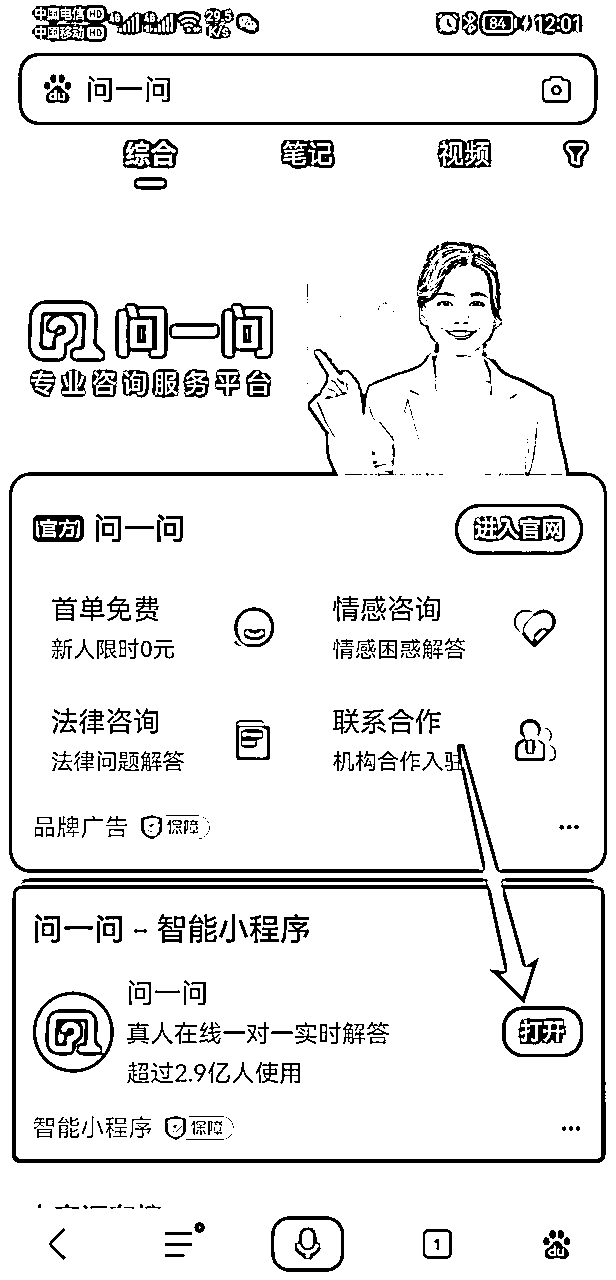 中国电信HD 4G 4G 29.5 K/s 84 12:01
中国移动HD
du 问一问
综合 笔记 视频
问一问
专业咨询服务平台
官方 问一问 进入官网
首单免费 情感咨询
新人限时0元 情感困惑解答
法律咨询 联系合作
法律问题解答 机构合作入驻
品牌广告 保障 ...
问一问 - 智能小程序
问一问
真人在线一对一实时解答 打开
超过2.9亿人使用
智能小程序 保障 ...
1 du